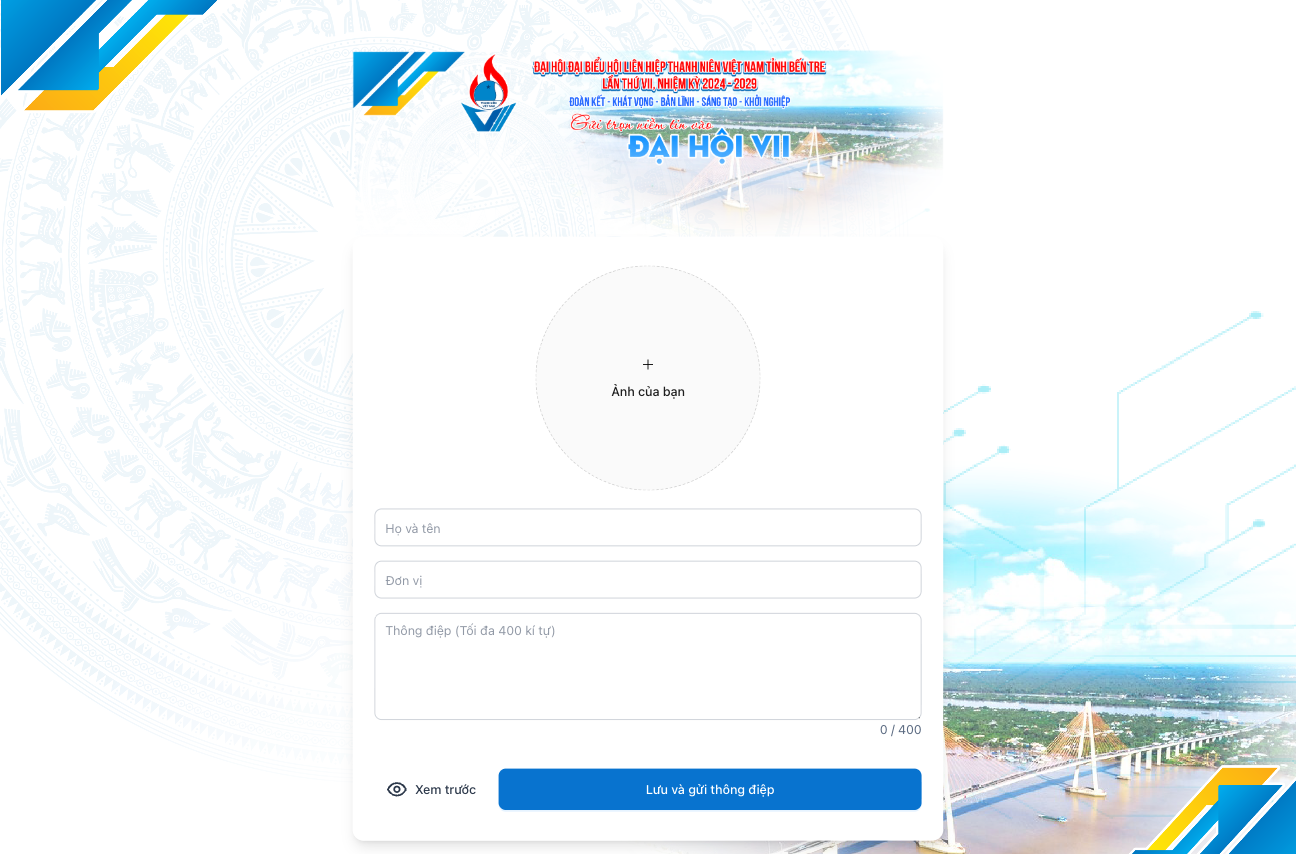 ĐẠI HỘI ĐẠI BIỂU HỘI LIÊN HIỆP THANH NIÊN VIỆT NAM TỈNH BẾN TRE
LẦN THỨ VII, NHIỆM KỲ 2024 - 2029
ĐOÀN KẾT - KHÁT VỌNG - BẢN LĨNH - SÁNG TẠO - KHỞI NGHIỆP
Gửi trọn niềm tin vào
ĐẠI HỘI VII
Ảnh của bạn
Họ và tên
Đơn vị
Thông điệp (Tối đa 400 kí tự)
0 / 400
Xem trước
Lưu và gửi thông điệp